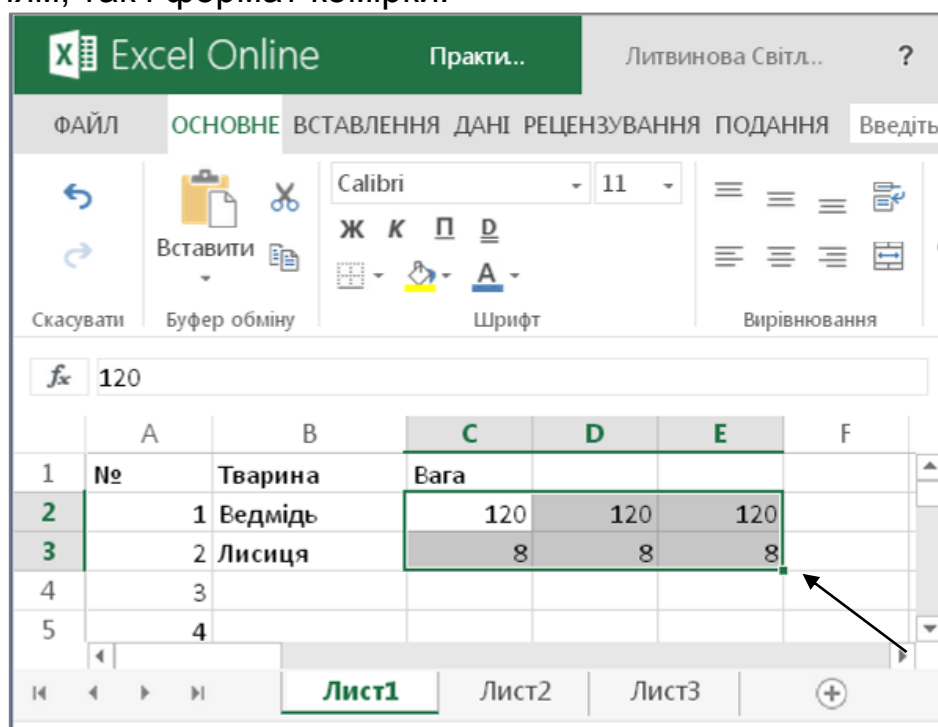 так і формат комірки.
Excel Online Практи... Литвинова Світл... ?
ФАЙЛ ОСНОВНЕ ВСТАВЛЕННЯ ДАНІ РЕЦЕНЗУВАННЯ ПОДАННЯ Введіть
Calibri 11
Ж К П D
Вставити
А
Скасувати Буфер обміну Шрифт Вирівнювання
fx 120
A B C D E F
1 № Тварина Вага
2 1 Ведмідь 120 120 120
3 2 Лисиця 8 8 8
4 3
5 4
Лист1 Лист2 Лист3